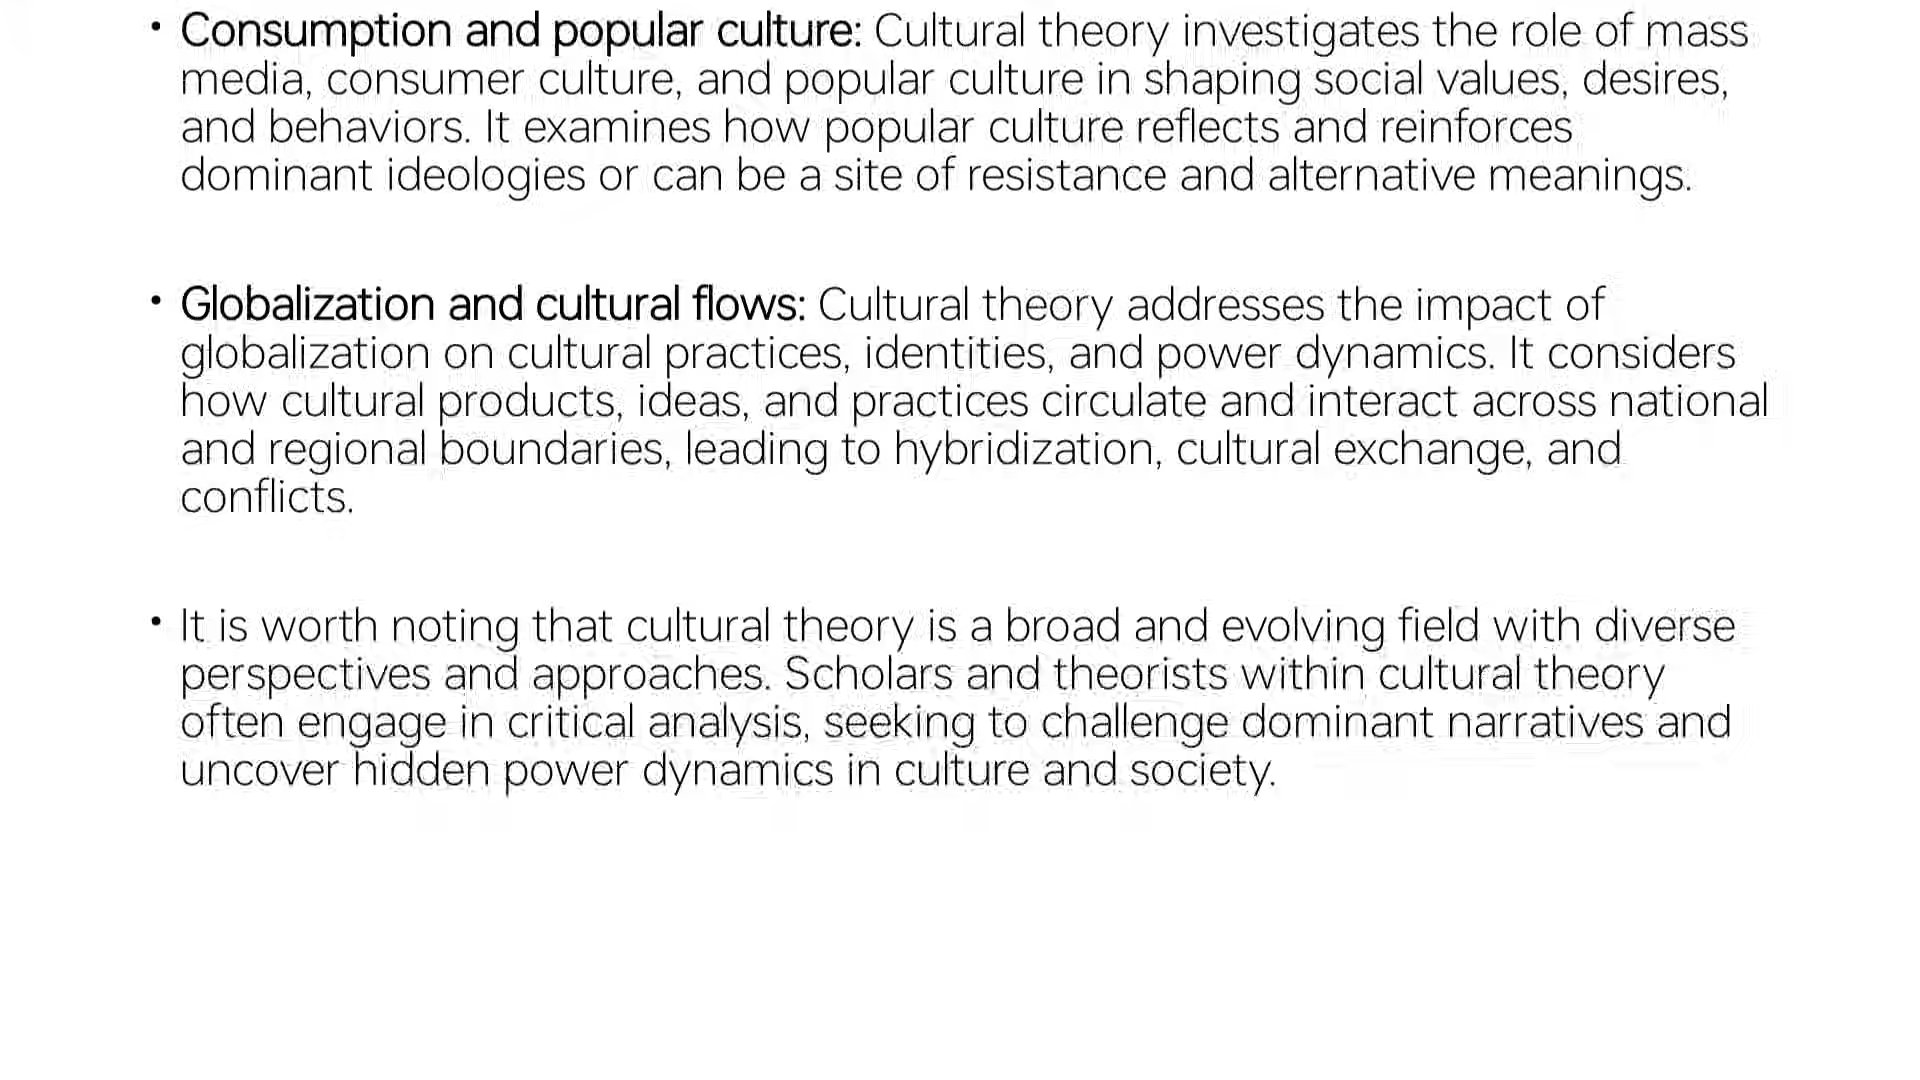 • Consumption and popular culture: Cultural theory investigates the role of mass
media, consumer culture, and popular culture in shaping social values, desires,
and behaviors. It examines how popular culture reflects and reinforces
dominant ideologies or can be a site of resistance and alternative meanings.
• Globalization and cultural flows: Cultural theory addresses the impact of
globalization on cultural practices, identities, and power dynamics. It considers
how cultural products, ideas, and practices circulate and interact across national
and regional boundaries, leading to hybridization, cultural exchange, and
conflicts.
• It is worth noting that cultural theory is a broad and evolving field with diverse
perspectives and approaches. Scholars and theorists within cultural theory
often engage in critical analysis, seeking to challenge dominant narratives and
uncover hidden power dynamics in culture and society.